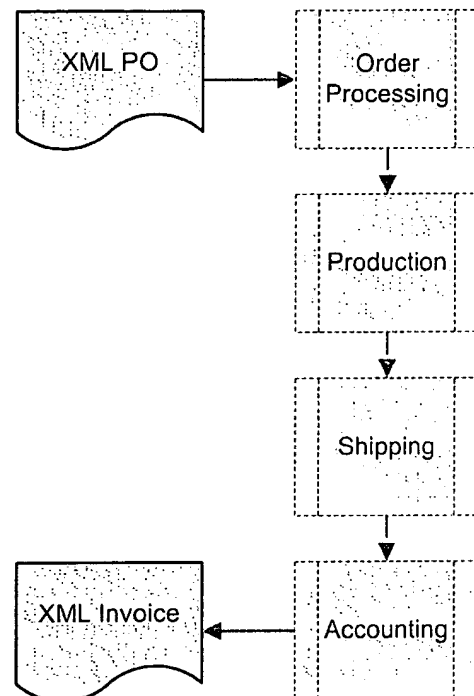 XML PO
Order
Processing
Production
Shipping
XML Invoice
Accounting